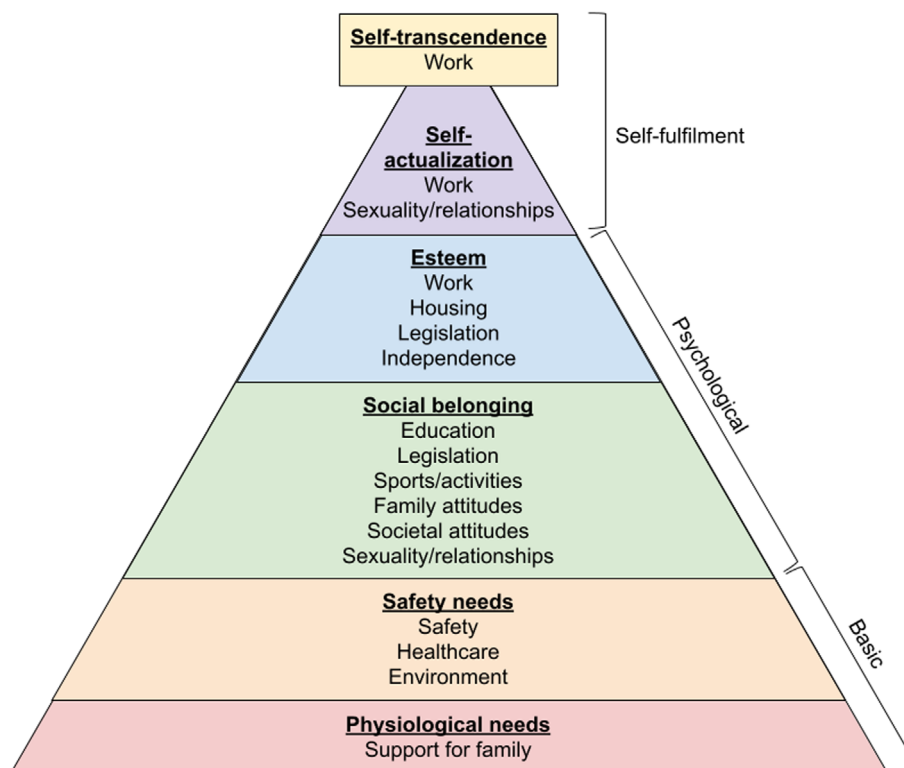 Self-transcendence
Work
Self-fulfilment
Self-
actualization
Work
Sexuality/relationships
Esteem
Work
Housing
Legislation
Independence
Psychological
Social belonging
Education
Legislation
Sports/activities
Family attitudes
Societal attitudes
Sexuality/relationships
Safety needs
Safety
Healthcare
Environment
Basic
Physiological needs
Support for family